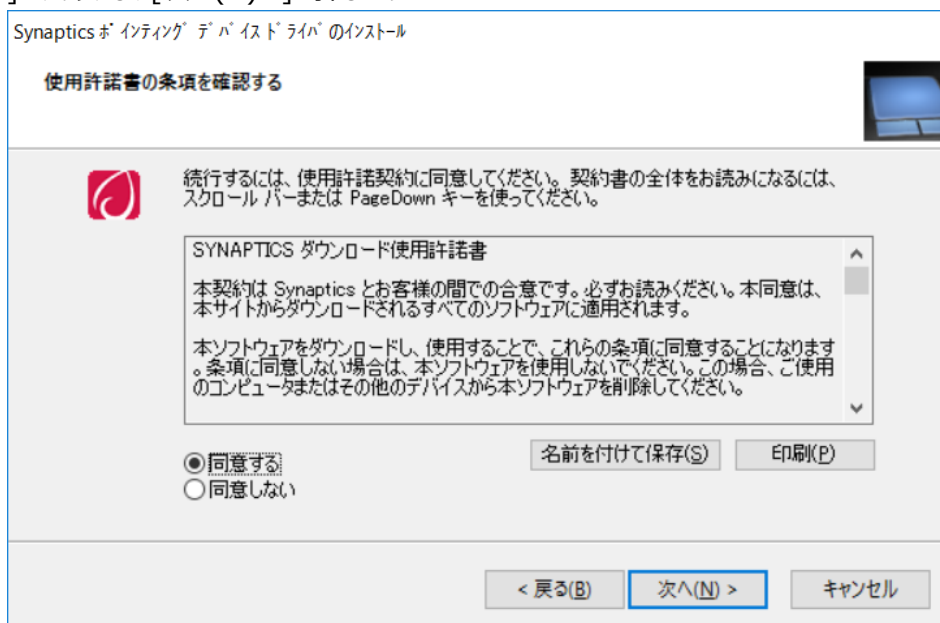 Synaptics ﾎﾟｲﾝﾃｨﾝｸﾞ ﾃﾞﾊﾞｲｽ ﾄﾞﾗｲﾊﾞのｲﾝｽﾄｰﾙ
使用許諾書の条項を確認する
続行するには、使用許諾契約に同意してください。契約書の全体をお読みになるには、
スクロール バーまたは PageDown キーを使ってください。
SYNAPTICS ダウンロード使用許諾書
本契約は Synaptics とお客様の間での合意です。必ずお読みください。本同意は、
本サイトからダウンロードされるすべてのソフトウェアに適用されます。
本ソフトウェアをダウンロードし、使用することで、これらの条項に同意することになります
。条項に同意しない場合は、本ソフトウェアを使用しないでください。この場合、ご使用
のコンピュータまたはその他のデバイスから本ソフトウェアを削除してください。
名前を付けて保存(S) 印刷(P)
同意する
同意しない
< 戻る(B) 次へ(N) > キャンセル